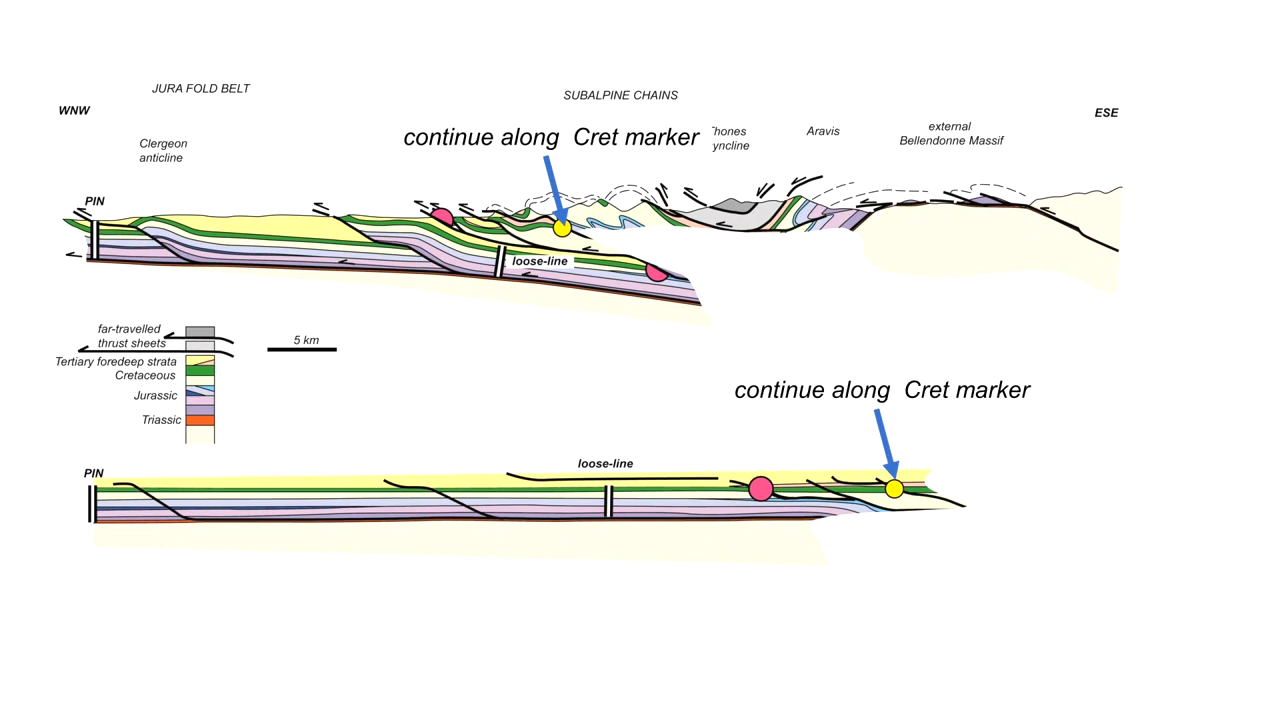 JURA FOLD BELT
SUBALPINE CHAINS
WNW
ESE
continue along  Cret marker
hones
yncline
Aravis
external
Bellendonne Massif
Clergeon
anticline
PIN
loose-line
far-travelled
thrust sheets
Tertiary foredeep strata
Cretaceous
Jurassic
Triassic
5 km
continue along  Cret marker
loose-line
PIN